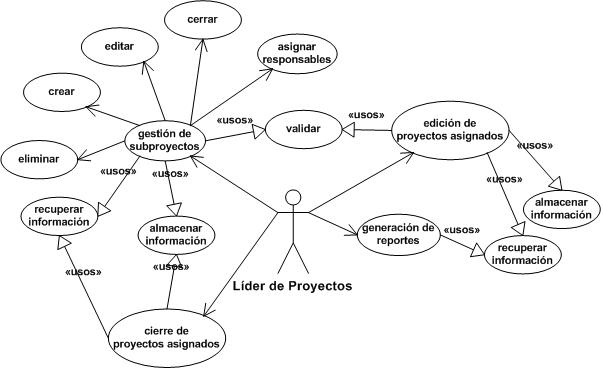 cerrar
editar
asignar
responsables
crear
gestión de
subproyectos
«usos»
validar
«usos»
edición de
proyectos asignados
eliminar
«usos»
«usos»
«usos»
«usos»
recuperar
información
almacenar
información
almacenar
información
generación de
reportes
«usos»
recuperar
información
«usos»
«usos»
Líder de Proyectos
cierre de
proyectos asignados